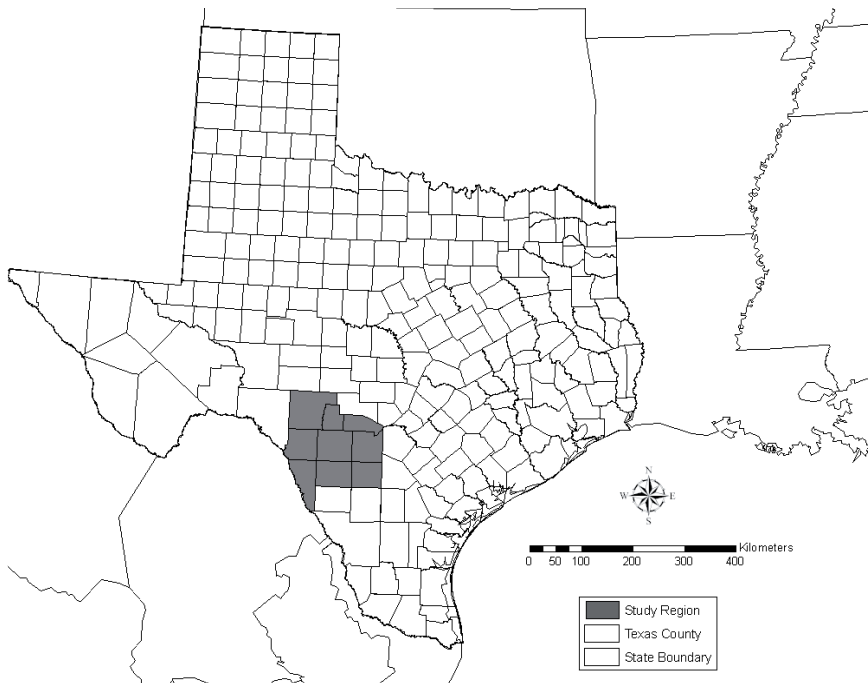 N
W E
S
Kilometers
0 50 100 200 300 400
Study Region
Texas County
State Boundary